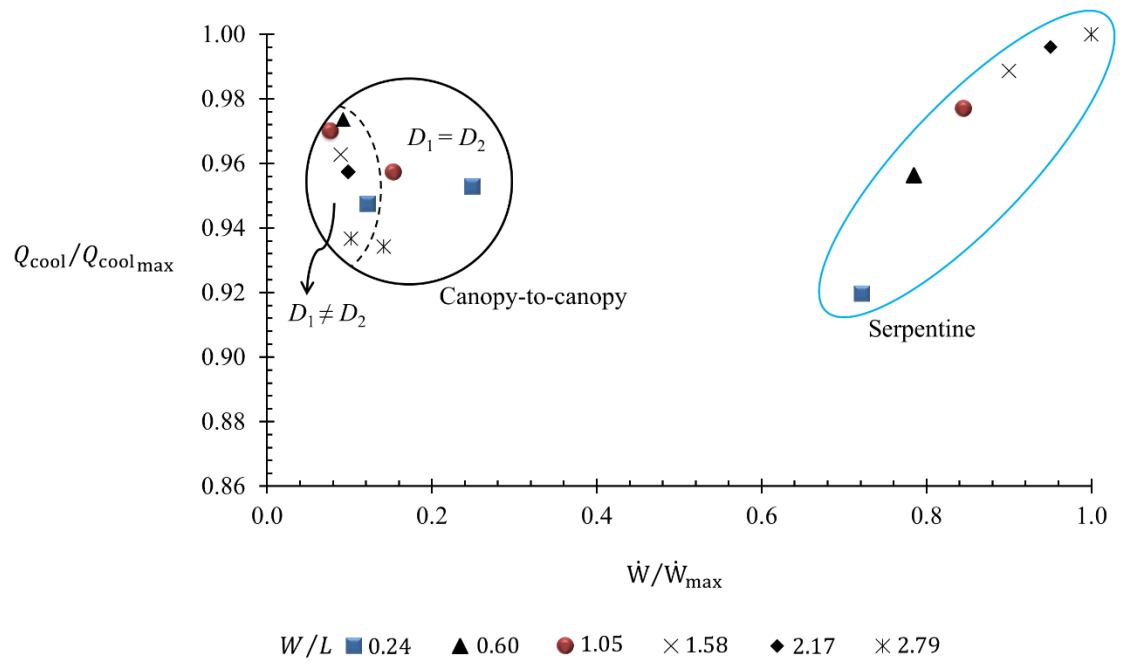 1.00
0.98
0.96
0.94
0.92
0.90
0.88
0.86
Q_cool/Q_cool_max
D₁ = D₂
D₁ ≠ D₂
Canopy-to-canopy
Serpentine
0.0 0.2 0.4 0.6 0.8 1.0
Ẇ/Ẇ_max
W/L 0.24 0.60 1.05 1.58 2.17 2.79